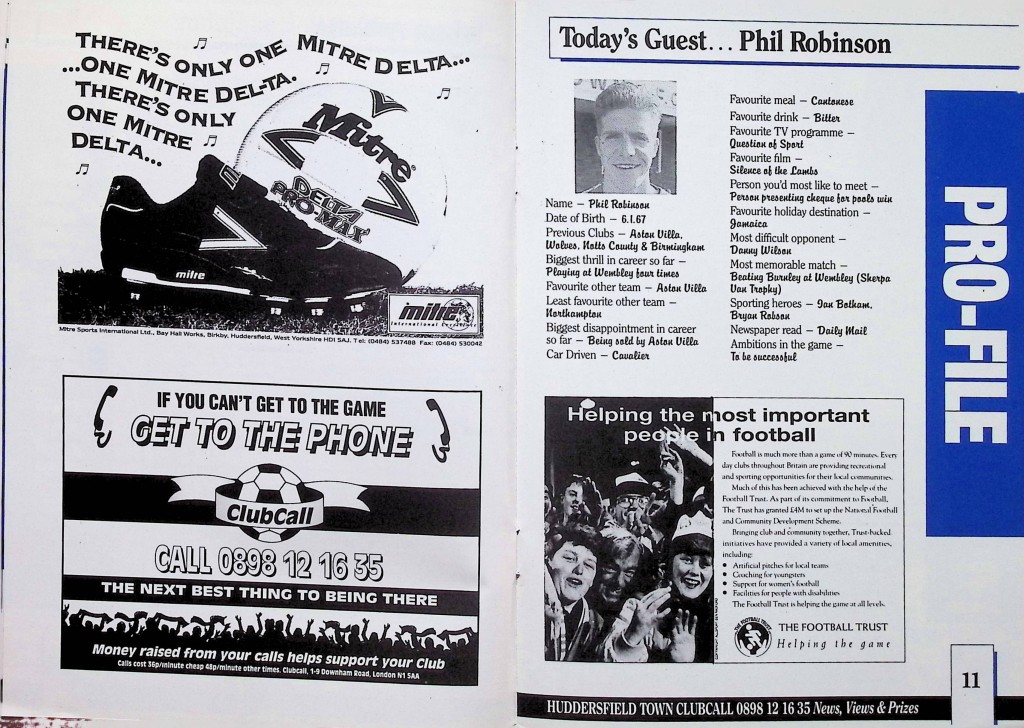 THERE'S ONLY ONE MITRE DELTA...
...ONE MITRE DEL-TA.
THERE'S ONLY
ONE MITRE
DELTA...
Mitre
DELTA
PRO-MAX
mitre
mitre
International Excellence
Mitre Sports International Ltd., Bay Hall Works, Birkby, Huddersfield, West Yorkshire HD1 5AJ. Tel: (0484) 537488 Fax: (0484) 530042
IF YOU CAN'T GET TO THE GAME
GET TO THE PHONE
ClubCall
CALL 0898 12 16 35
THE NEXT BEST THING TO BEING THERE
Money raised from your calls helps support your Club
Calls cost 36p/minute cheap 48p/minute other times. Clubcall, 1-9 Downham Road, London N1 5AA
Today's Guest... Phil Robinson
Name – Phil Robinson
Date of Birth – 6.1.67
Previous Clubs – Aston Villa,
Wolves, Notts County & Birmingham
Biggest thrill in career so far –
Playing at Wembley four times
Favourite other team – Aston Villa
Least favourite other team –
Northampton
Biggest disappointment in career
so far – Being sold by Aston Villa
Car Driven – Cavalier
Favourite meal – Cantonese
Favourite drink – Bitter
Favourite TV programme –
Question of Sport
Favourite film –
Silence of the Lambs
Person you'd most like to meet –
Person presenting cheque for pools win
Favourite holiday destination –
Jamaica
Most difficult opponent –
Danny Wilson
Most memorable match –
Beating Burnley at Wembley (Sherpa
Van Trophy)
Sporting heroes – Ian Botham,
Bryan Robson
Newspaper read – Daily Mail
Ambitions in the game –
To be successful
PRO-FILE
Helping the most important
people in football
Football is much more than a game of 90 minutes. Every
day clubs throughout Britain are providing recreational
and sporting opportunities for their local communities.
Much of this has been achieved with the help of the
Football Trust. As part of its commitment to Football,
The Trust has granted £4M to set up the National Football
and Community Development Scheme.
Bringing club and community together, Trust-backed
initiatives have provided a variety of local amenities,
including:
• Artificial pitches for local teams
• Coaching for youngsters
• Support for women's football
• Facilities for people with disabilities
The Football Trust is helping the game at all levels.
THE FOOTBALL TRUST
THE FOOTBALL TRUST
Helping the game
11
HUDDERSFIELD TOWN CLUBCALL 0898 12 16 35 News, Views & Prizes